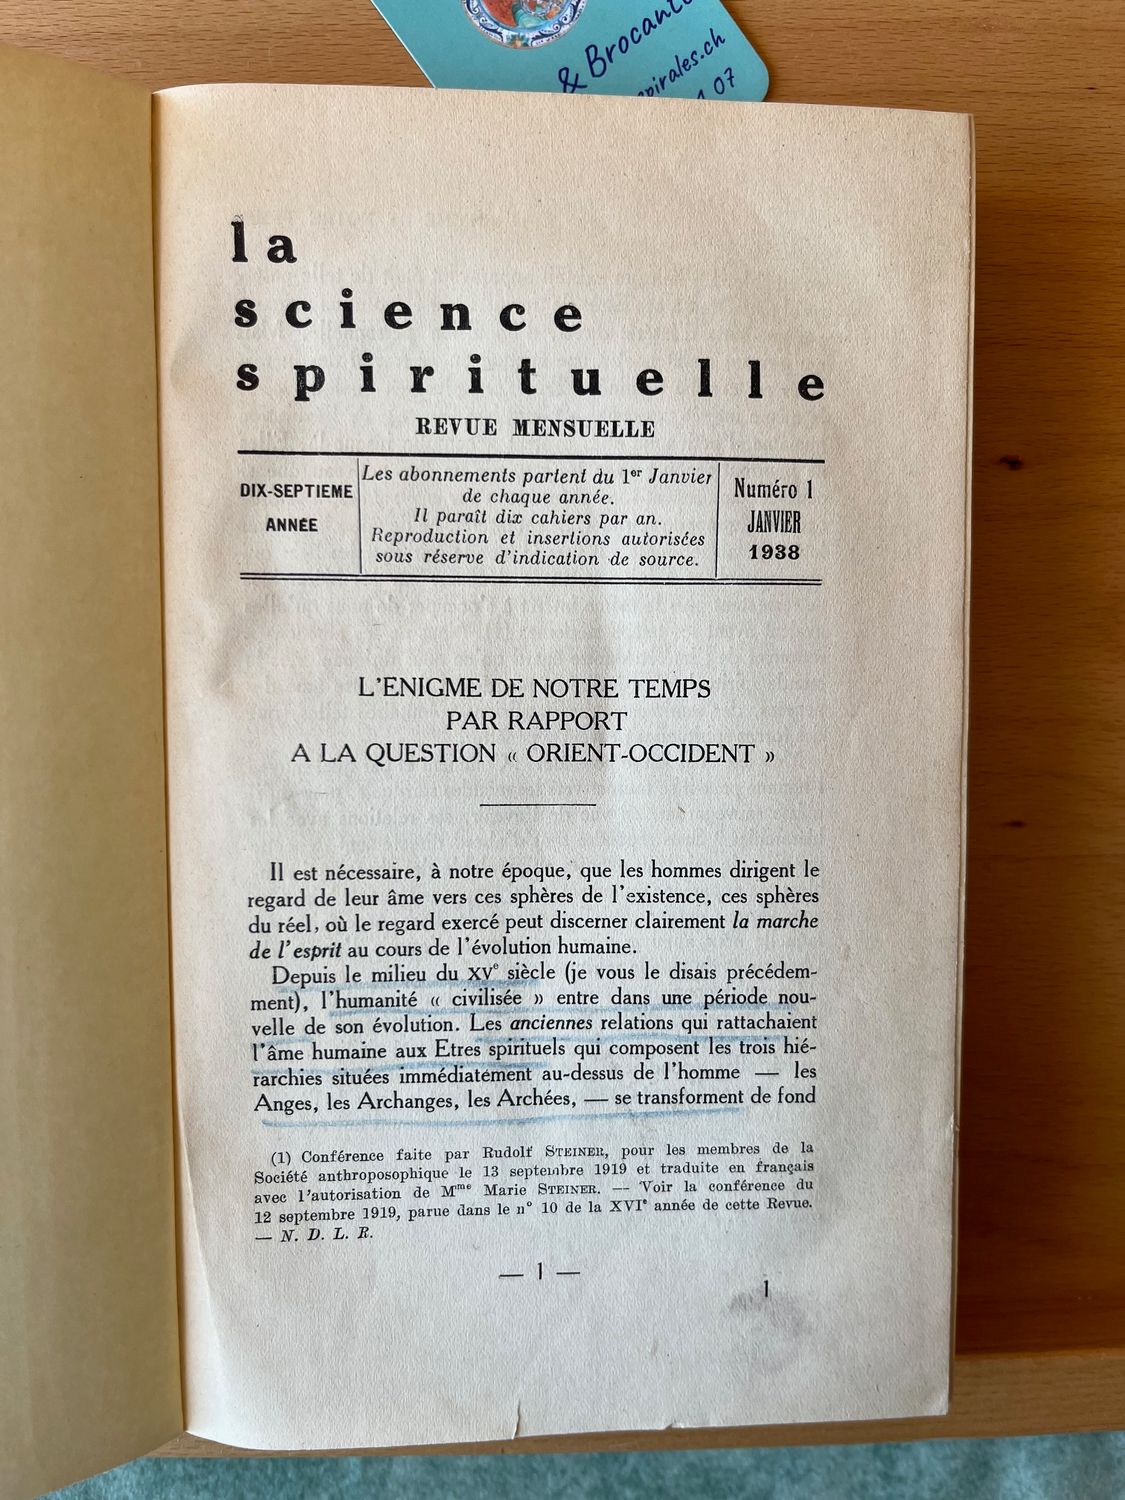 & Brocant
spirales.ch
07
la
science
spirituelle
REVUE MENSUELLE
DIX-SEPTIEME
ANNÉE
Les abonnements partent du 1er Janvier
de chaque année.
Il paraît dix cahiers par an.
Reproduction et insertions autorisées
sous réserve d'indication de source.
Numéro 1
JANVIER
1938
L'ENIGME DE NOTRE TEMPS
PAR RAPPORT
A LA QUESTION « ORIENT-OCCIDENT »
Il est nécessaire, à notre époque, que les hommes dirigent le
regard de leur âme vers ces sphères de l'existence, ces sphères
du réel, où le regard exercé peut discerner clairement la marche
de l'esprit au cours de l'évolution humaine.
Depuis le milieu du XVe siècle (je vous le disais précédem-
ment), l'humanité « civilisée » entre dans une période nou-
velle de son évolution. Les anciennes relations qui rattachaient
l'âme humaine aux Etres spirituels qui composent les trois hié-
rarchies situées immédiatement au-dessus de l'homme — les
Anges, les Archanges, les Archées, — se transforment de fond
(1) Conférence faite par Rudolf STEINER, pour les membres de la
Société anthroposophique le 13 septembre 1919 et traduite en français
avec l'autorisation de Mme Marie STEINER. — Voir la conférence du
12 septembre 1919, parue dans le n° 10 de la XVIe année de cette Revue.
— N. D. L. R.
— 1 —
1